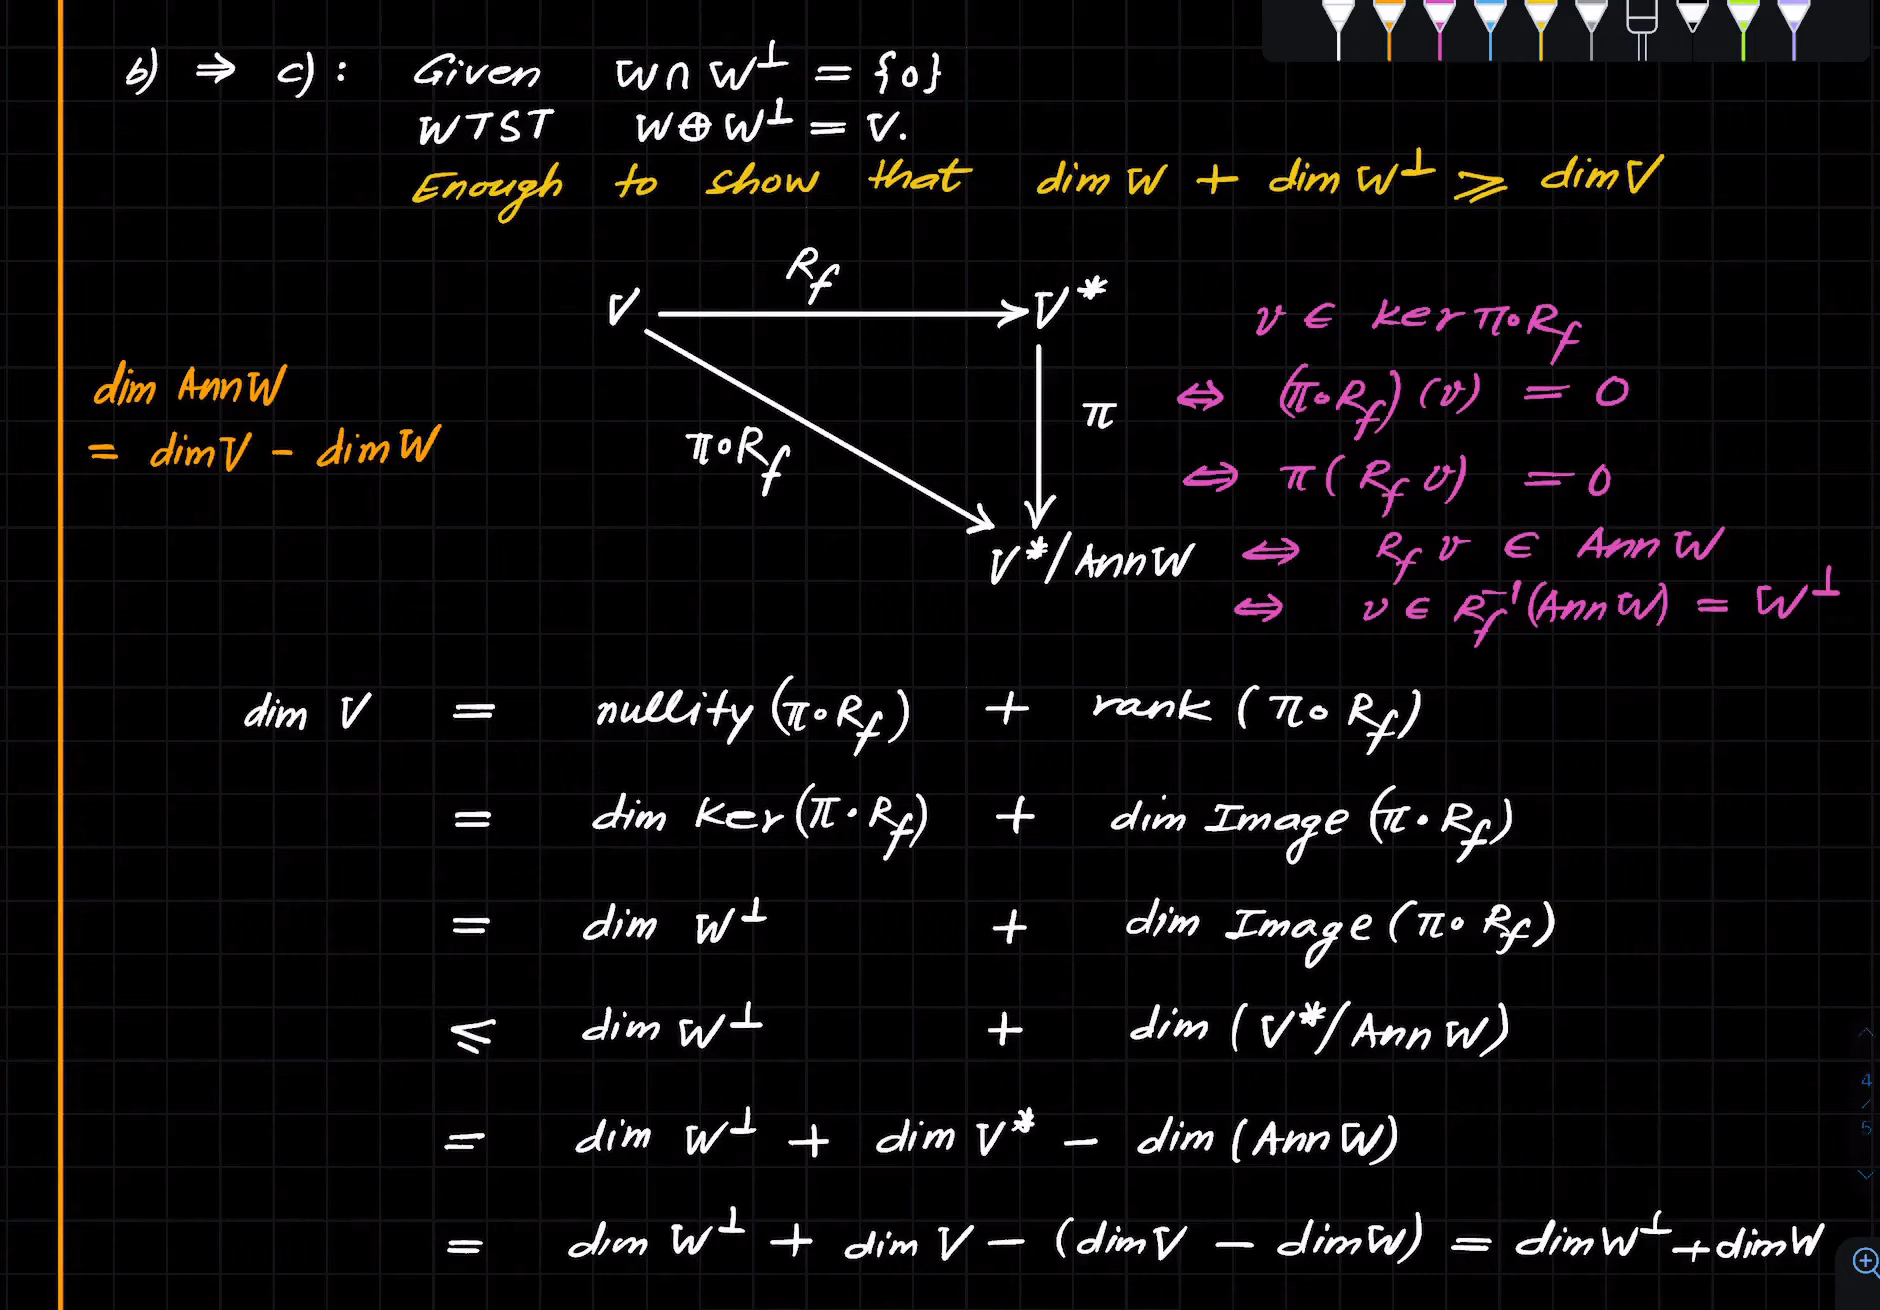 b) ⇒ c) : Given W ∩ W⊥ = {0}
WTST W ⊕ W⊥ = V.
Enough to show that dim W + dim W⊥ ⩾ dim V
R_f
V V*
π
π∘R_f
V*/Ann W
dim Ann W
= dim V − dim W
v ∈ ker π∘R_f
⇔ (π∘R_f)(v) = 0
⇔ π(R_f v) = 0
⇔ R_f v ∈ Ann W
⇔ v ∈ R_f⁻¹(Ann W) = W⊥
dim V = nullity (π∘R_f) + rank (π∘R_f)
= dim Ker (π∘R_f) + dim Image (π∘R_f)
= dim W⊥ + dim Image (π∘R_f)
⩽ dim W⊥ + dim (V*/Ann W)
= dim W⊥ + dim V* − dim (Ann W)
= dim W⊥ + dim V − (dim V − dim W) = dim W⊥ + dim W
4
/
5